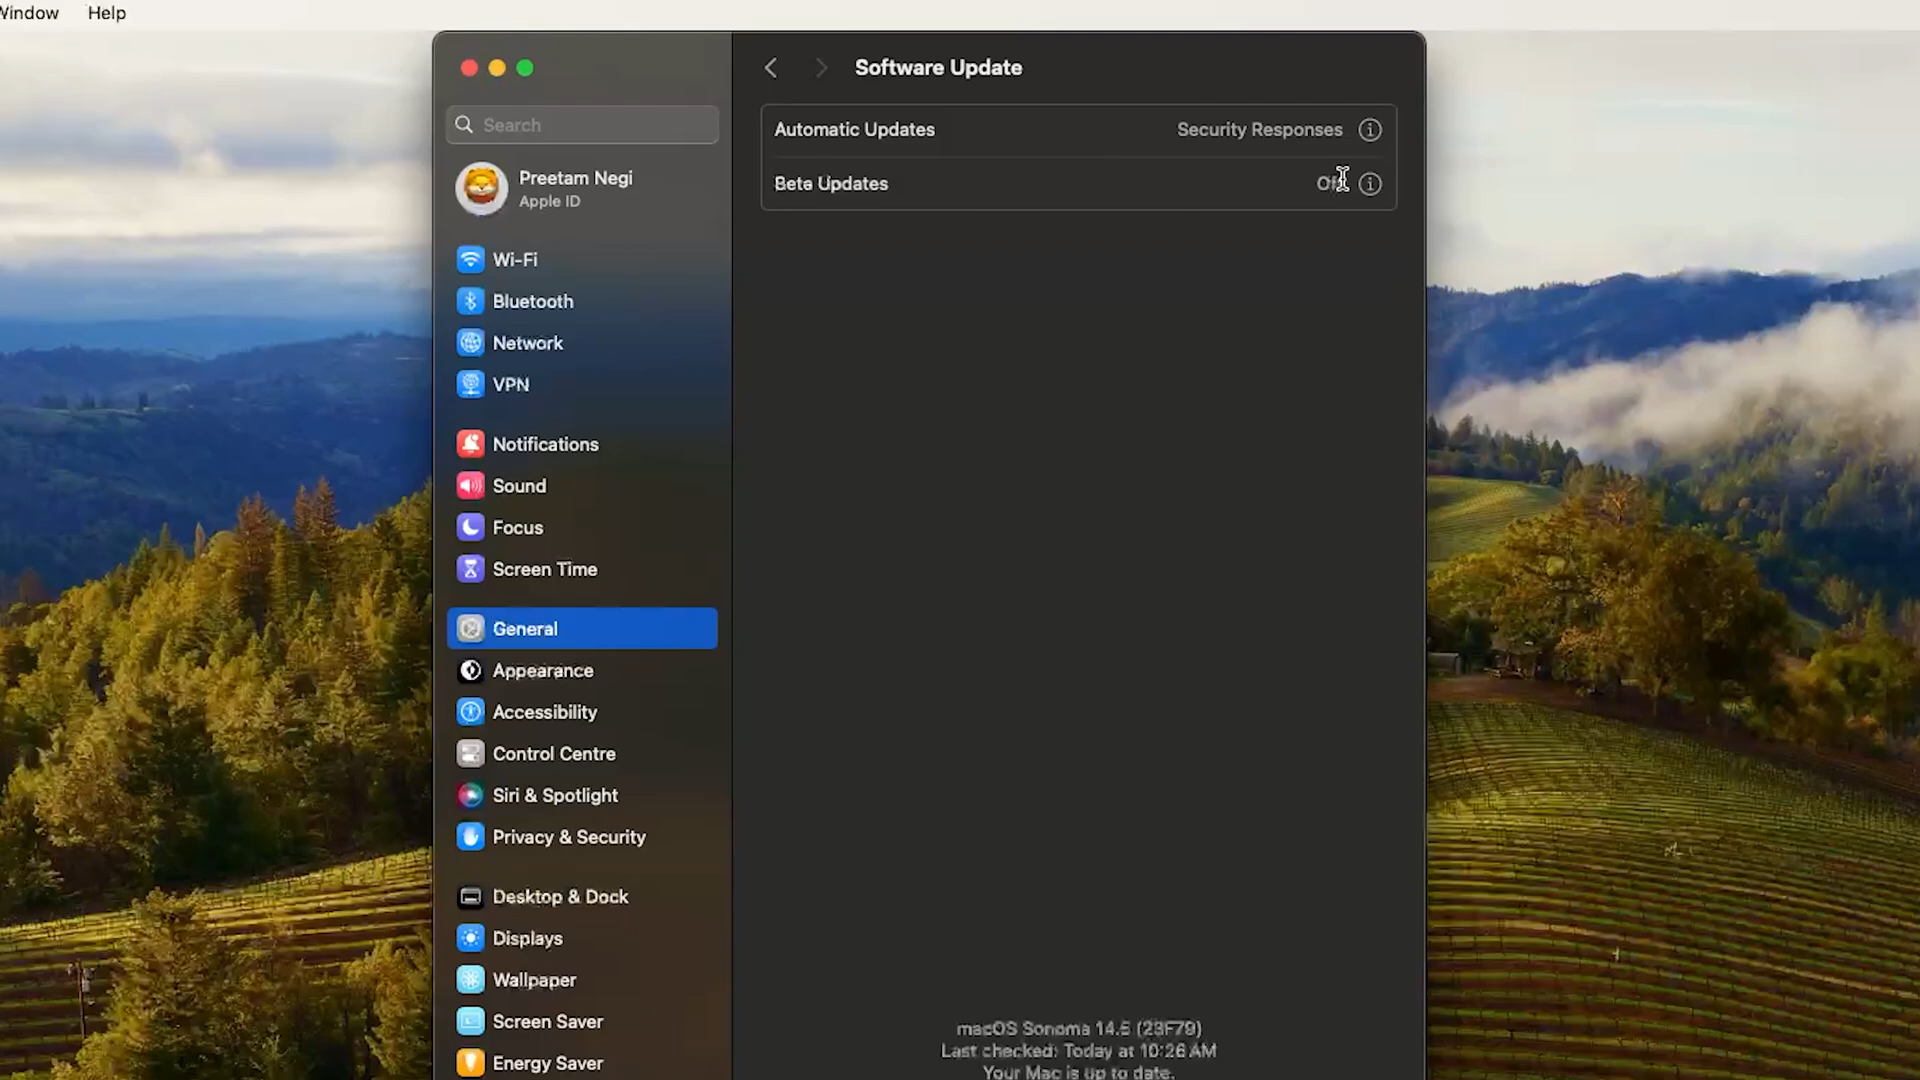 Window Help
Software Update
Search
Automatic Updates Security Responses
Preetam Negi
Apple ID
Beta Updates Off
Wi-Fi
Bluetooth
Network
VPN
Notifications
Sound
Focus
Screen Time
General
Appearance
Accessibility
Control Centre
Siri & Spotlight
Privacy & Security
Desktop & Dock
Displays
Wallpaper
Screen Saver
Energy Saver
macOS Sonoma 14.5 (23F79)
Last checked: Today at 10:26 AM
Your Mac is up to date.